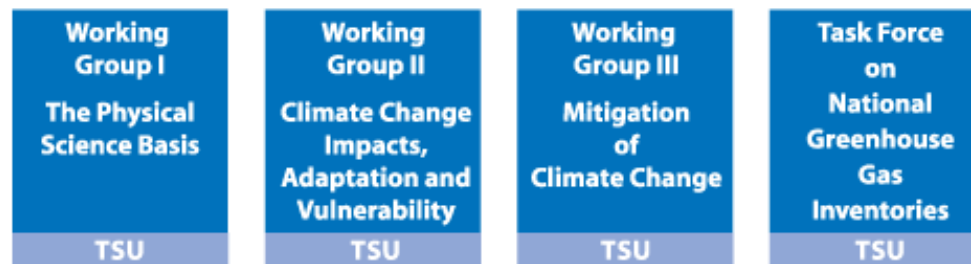 Working
Group I
The Physical
Science Basis
TSU
Working
Group II
Climate Change
Impacts,
Adaptation and
Vulnerability
TSU
Working
Group III
Mitigation
of
Climate Change
TSU
Task Force
on
National
Greenhouse
Gas
Inventories
TSU